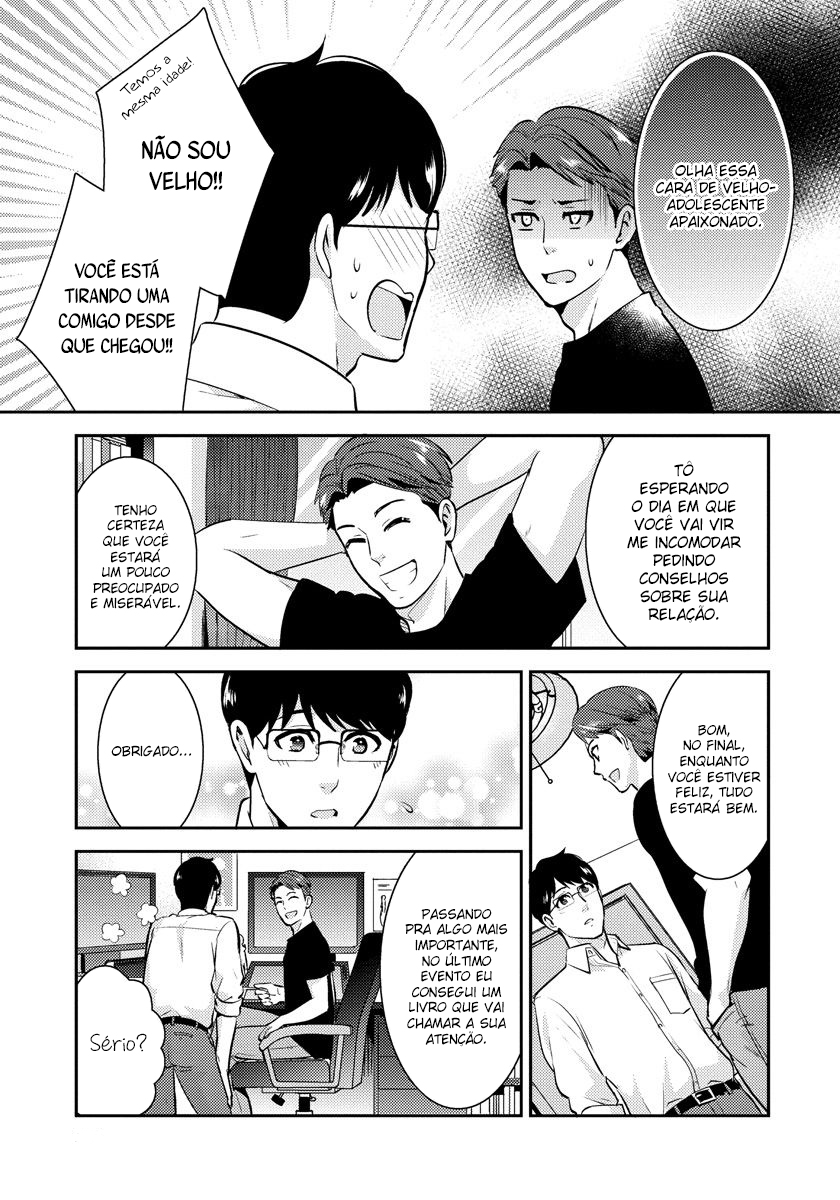 OLHA ESSA
CARA DE VELHO-
ADOLESCENTE
APAIXONADO.
Temos a
mesma idade!
NÃO SOU
VELHO!!
VOCÊ ESTÁ
TIRANDO UMA
COMIGO DESDE
QUE CHEGOU!!
TÔ
ESPERANDO
O DIA EM QUE
VOCÊ VAI VIR
ME INCOMODAR
PEDINDO
CONSELHOS
SOBRE SUA
RELAÇÃO.
TENHO
CERTEZA
QUE VOCÊ
ESTARÁ
UM POUCO
PREOCUPADO
E MISERÁVEL.
BOM,
NO FINAL,
ENQUANTO
VOCÊ ESTIVER
FELIZ, TUDO
ESTARÁ BEM.
OBRIGADO...
PASSANDO
PRA ALGO MAIS
IMPORTANTE,
NO ÚLTIMO
EVENTO EU
CONSEGUI UM
LIVRO QUE VAI
CHAMAR A SUA
ATENÇÃO.
Sério?